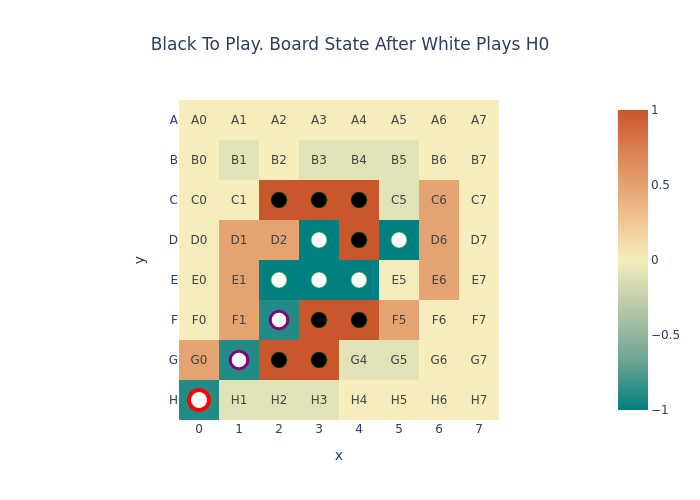 Black To Play. Board State After White Plays H0
A A0 A1 A2 A3 A4 A5 A6 A7
B B0 B1 B2 B3 B4 B5 B6 B7
C C0 C1 C5 C6 C7
D D0 D1 D2 D6 D7
E E0 E1 E5 E6 E7
F F0 F1 F5 F6 F7
G G0 G4 G5 G6 G7
H H1 H2 H3 H4 H5 H6 H7
0 1 2 3 4 5 6 7
x
y
1
0.5
0
−0.5
−1